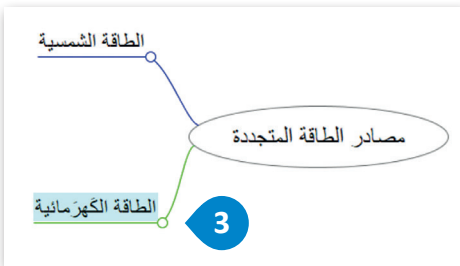 الطاقة الشمسية
مصادر الطاقة المتجددة
الطاقة الكَهرَمائية
3